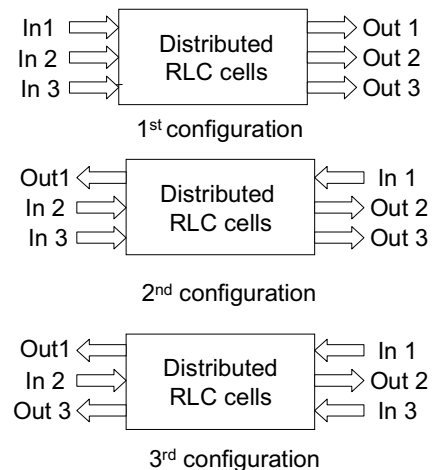 In1 Distributed Out 1
In 2 RLC cells Out 2
In 3 Out 3
1st configuration
Out1 Distributed In 1
In 2 RLC cells Out 2
In 3 Out 3
2nd configuration
Out1 Distributed In 1
In 2 RLC cells Out 2
Out 3 In 3
3rd configuration